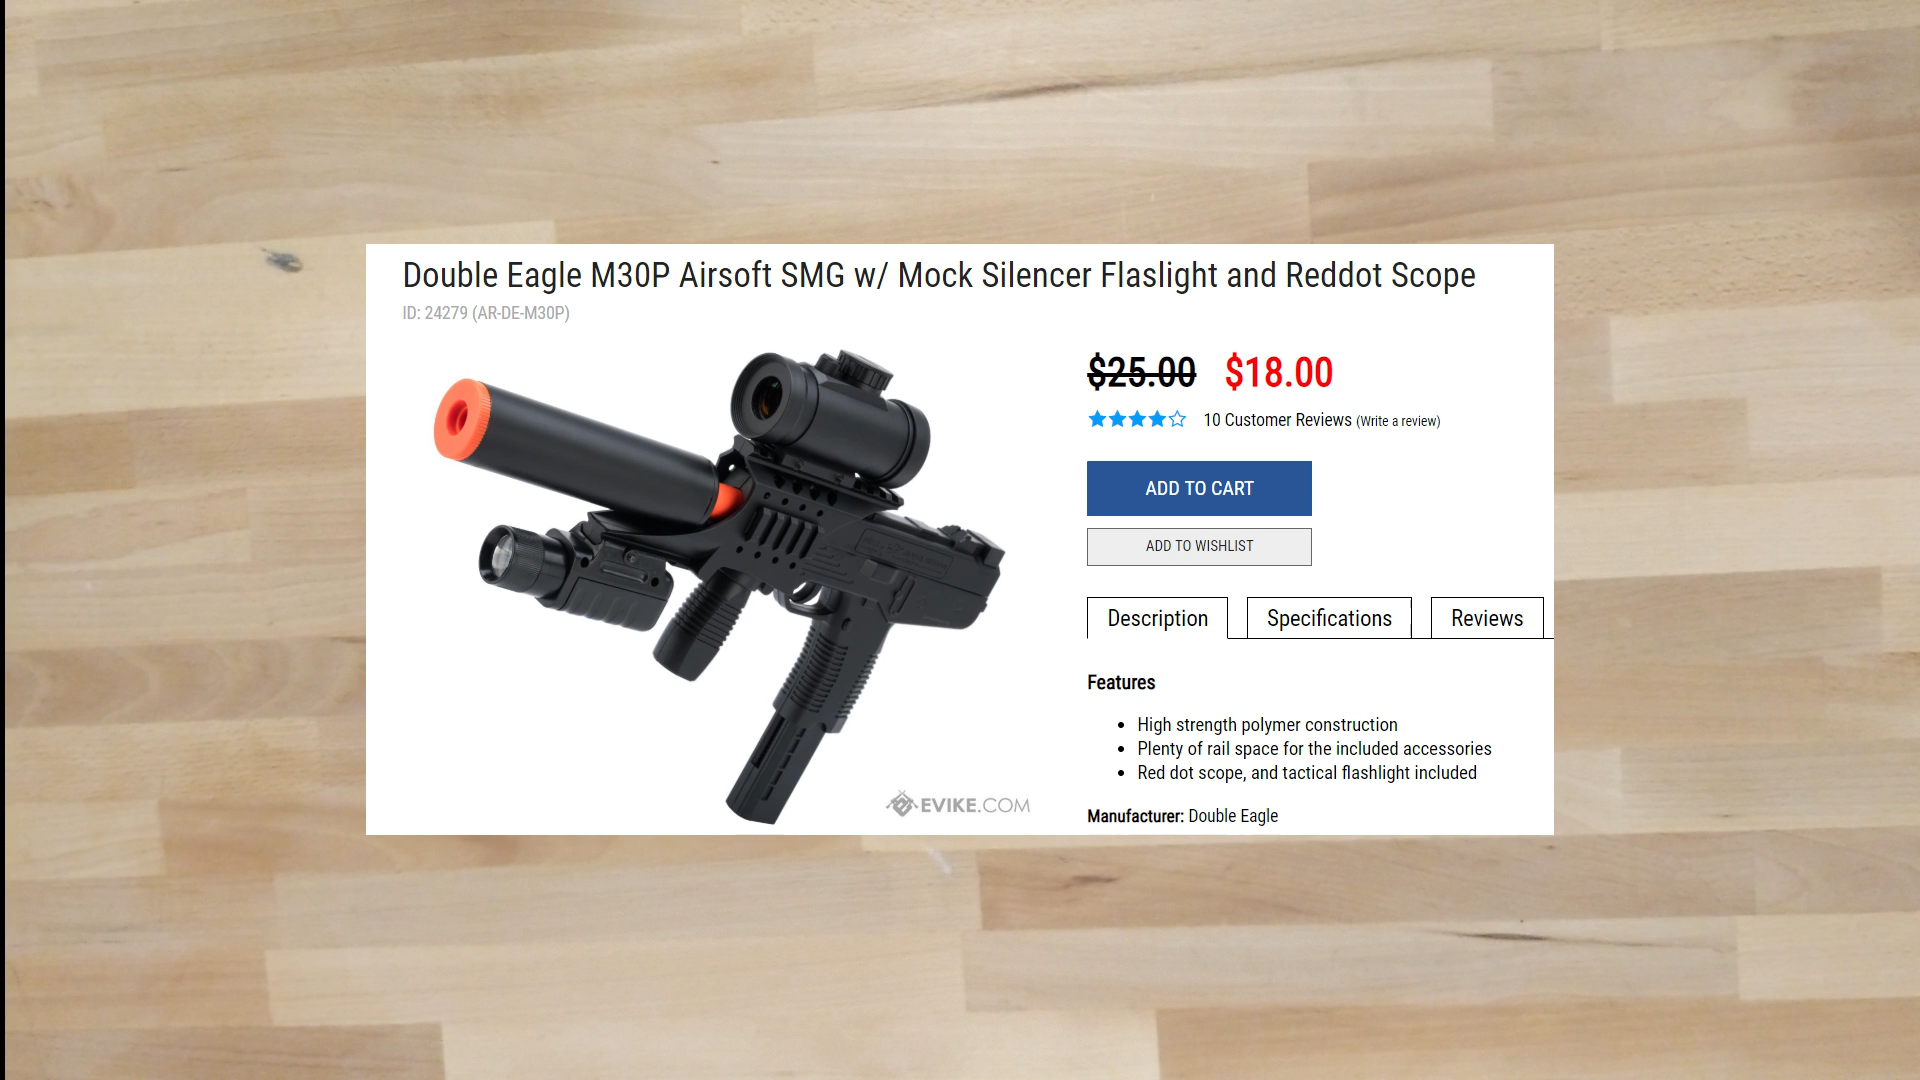 Double Eagle M30P Airsoft SMG w/ Mock Silencer Flaslight and Reddot Scope
ID: 24279 (AR-DE-M30P)
$25.00 $18.00
10 Customer Reviews (Write a review)
ADD TO CART
ADD TO WISHLIST
Description Specifications Reviews
Features
High strength polymer construction
Plenty of rail space for the included accessories
Red dot scope, and tactical flashlight included
Manufacturer: Double Eagle
EVIKE.COM